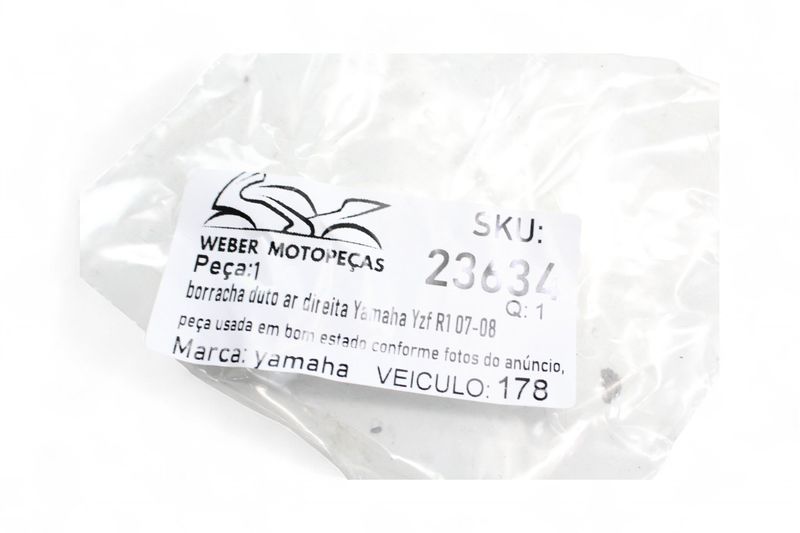 WEBER MOTOPEÇAS
SKU:
23634
Peça:1
Q: 1
borracha duto ar direita Yamaha Yzf R1 07-08
peça usada em bom estado conforme fotos do anúncio,
Marca: yamaha
VEICULO: 178